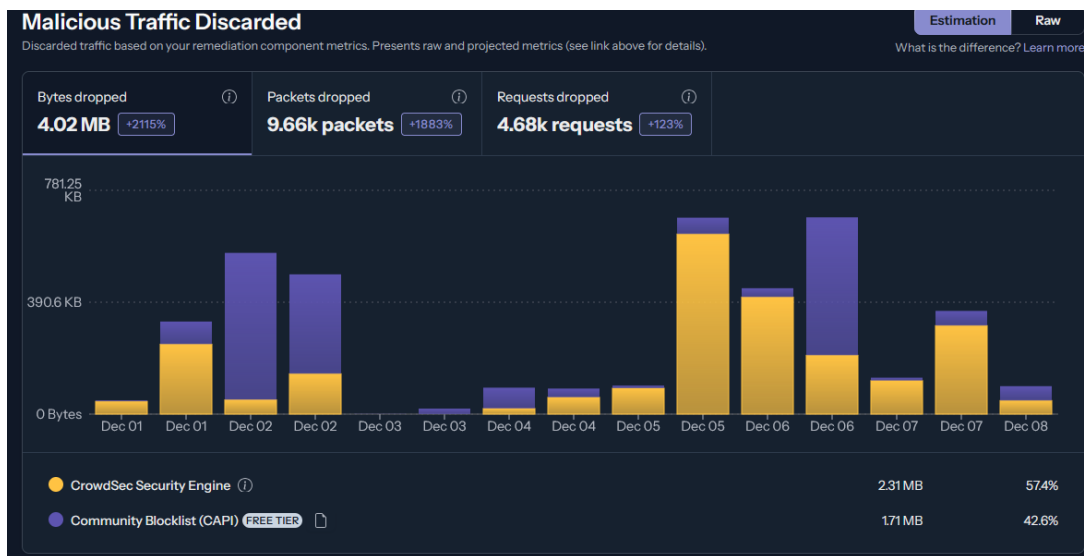 Malicious Traffic Discarded
Estimation Raw
Discarded traffic based on your remediation component metrics. Presents raw and projected metrics (see link above for details).
What is the difference? Learn more
Bytes dropped
4.02 MB +2115%
Packets dropped
9.66k packets +1883%
Requests dropped
4.68k requests +123%
781.25
KB
390.6 KB
0 Bytes
Dec 01 Dec 01 Dec 02 Dec 02 Dec 03 Dec 03 Dec 04 Dec 04 Dec 05 Dec 05 Dec 06 Dec 06 Dec 07 Dec 07 Dec 08
CrowdSec Security Engine 2.31 MB 57.4%
Community Blocklist (CAPI) FREE TIER 1.71 MB 42.6%